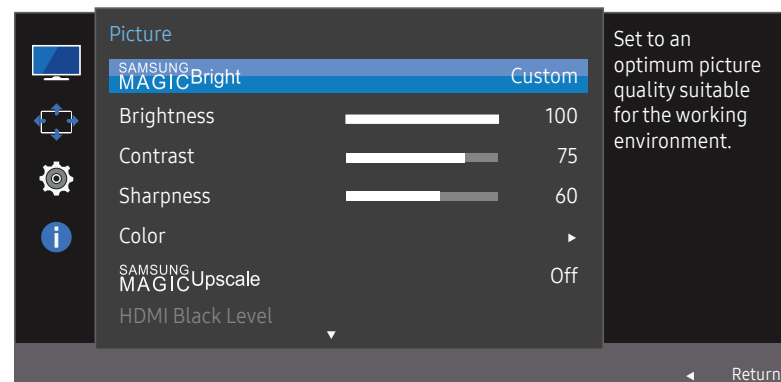 Picture
SAMSUNG
MAGICBright Custom
Brightness 100
Contrast 75
Sharpness 60
Color
SAMSUNG
MAGICUpscale Off
HDMI Black Level
Set to an
optimum picture
quality suitable
for the working
environment.
Return